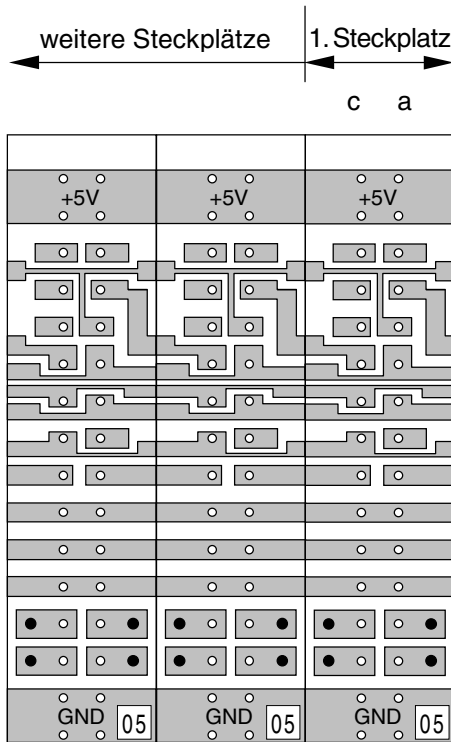 weitere Steckplätze 1. Steckplatz
c a
+5V +5V +5V
GND 05 GND 05 GND 05